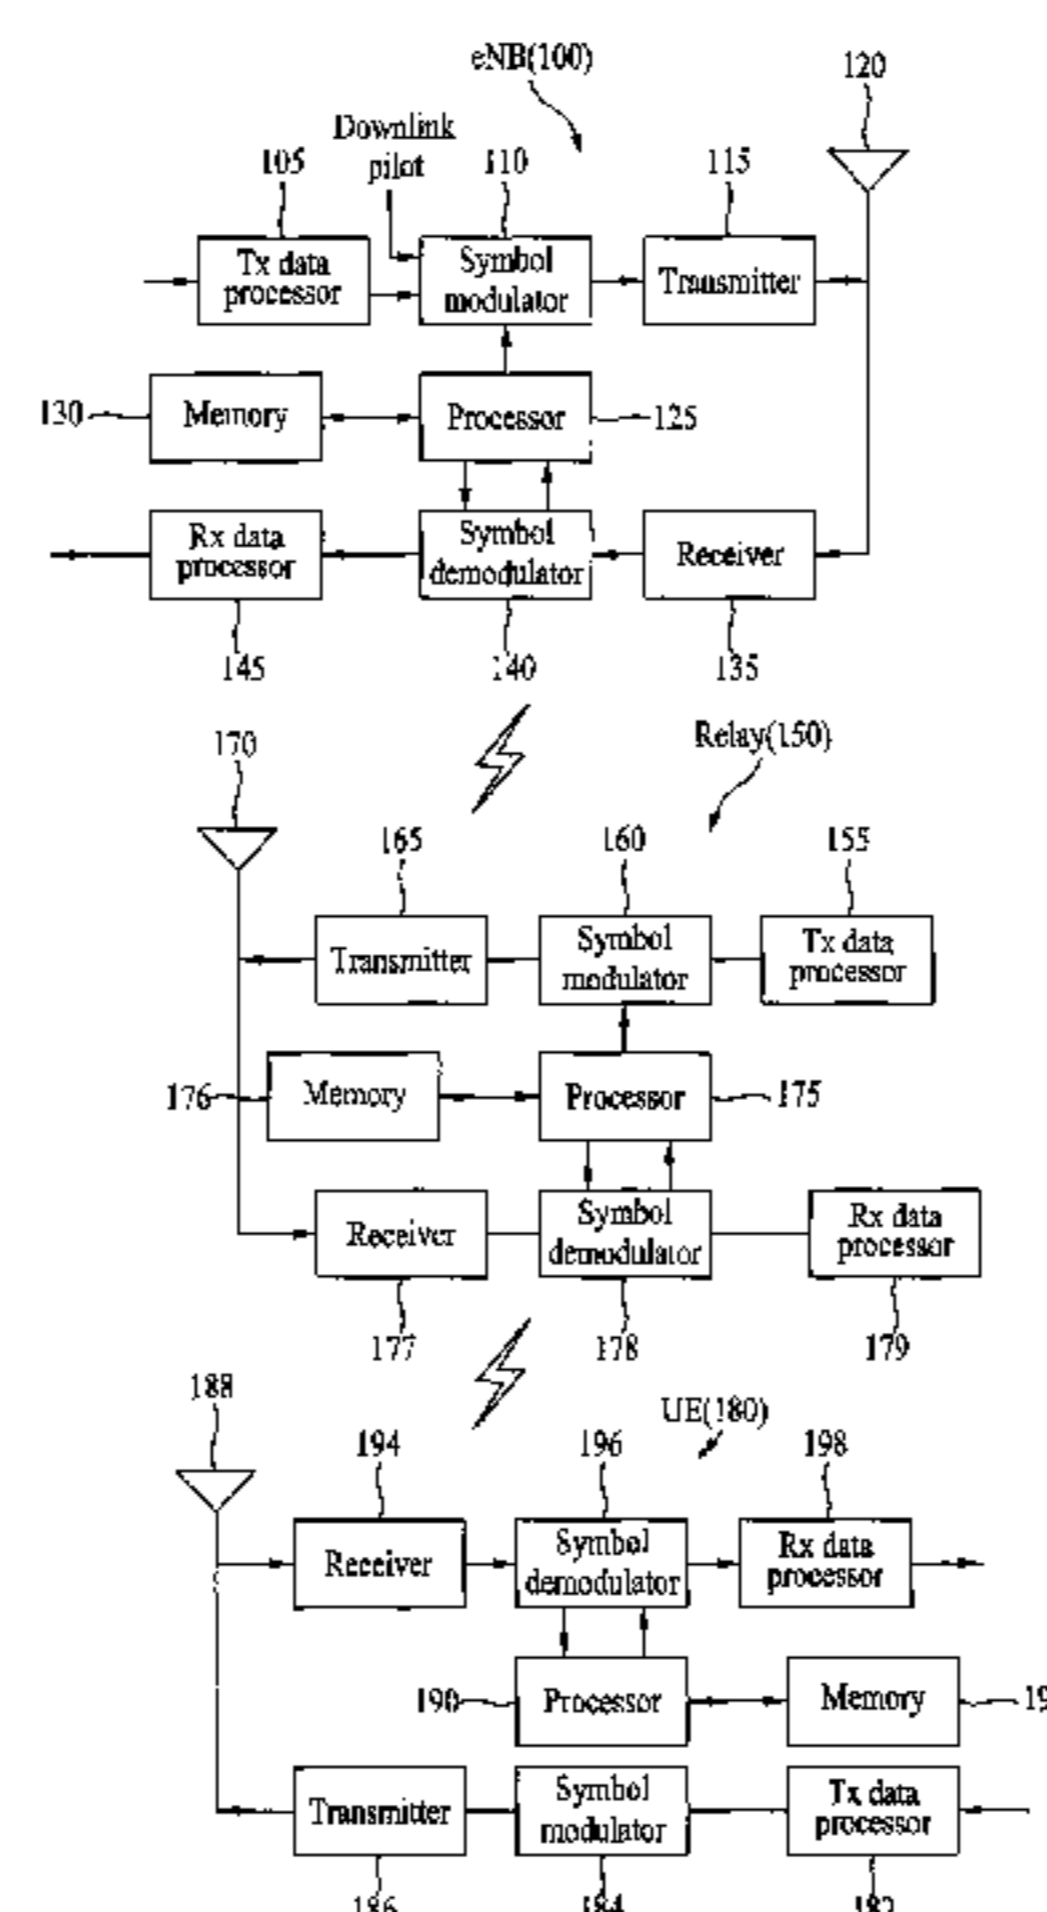 eNB(100)
120
Downlink
pilot
105
110
115
Tx data
processor
Symbol
modulator
Transmitter
130
Memory
Processor
125
Rx data
processor
Symbol
demodulator
Receiver
145
140
135
170
Relay(150)
165
160
155
Transmitter
Symbol
modulator
Tx data
processor
176
Memory
Processor
175
Receiver
Symbol
demodulator
Rx data
processor
177
178
179
188
UE(180)
194
196
198
Receiver
Symbol
demodulator
Rx data
processor
190
Processor
Memory
Transmitter
Symbol
modulator
Tx data
processor
186
184
182